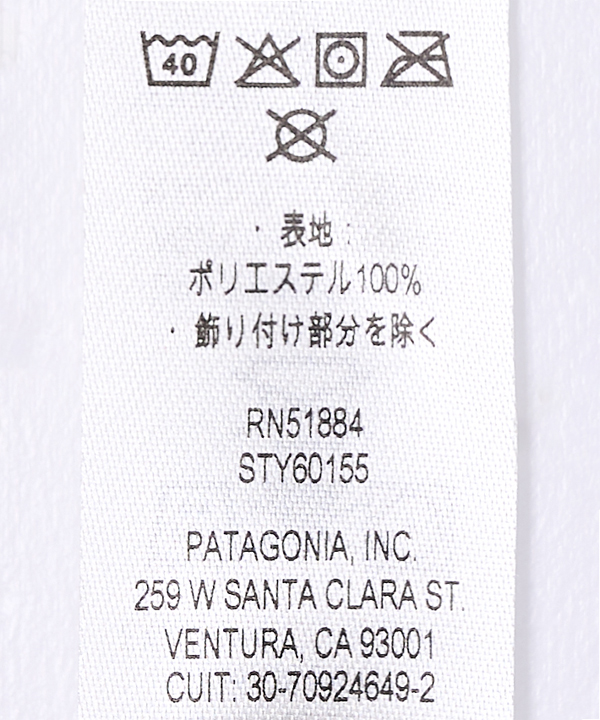 40
・表地：
ポリエステル100%
・飾り付け部分を除く
RN51884
STY60155
PATAGONIA, INC.
259 W SANTA CLARA ST.
VENTURA, CA 93001
CUIT: 30-70924649-2